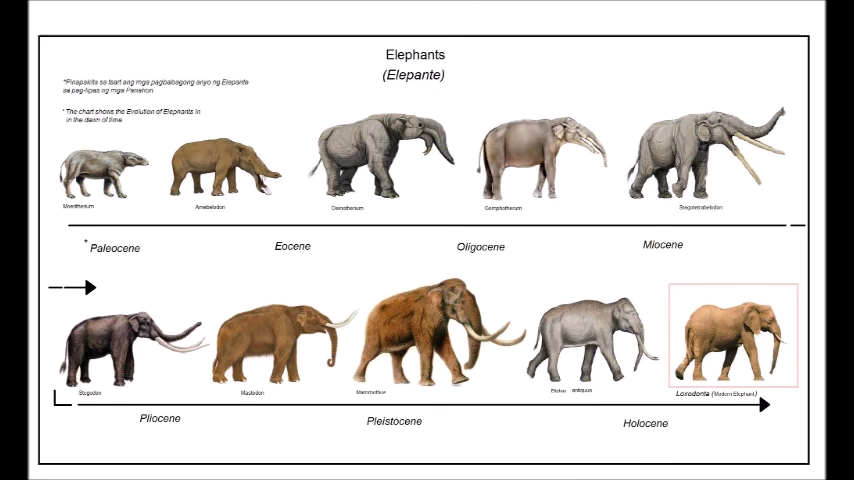 Elephants
(Elepante)
*Pinapakita sa tsart ang mga pagbabagong anyo ng Elepante
sa pag-lipas ng mga Panahon.
* The chart shows the Evolution of Elephants in
in the dawn of time.
Moeritherium
Amebelodon
Deinotherium
Gomphotherium
Stegotetrabelodon
* Paleocene
Eocene
Oligocene
Miocene
Stegodon
Mastodon
Mammuthus
antiquus
Loxodonta (Modern Elephant)
Pliocene
Pleistocene
Holocene